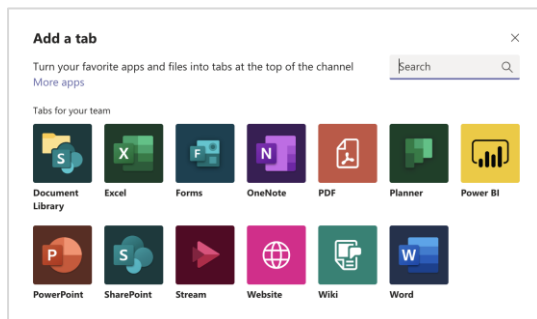 Add a tab
Turn your favorite apps and files into tabs at the top of the channel
More apps
Search
Tabs for your team
Document Library
Excel
Forms
OneNote
PDF
Planner
Power BI
PowerPoint
SharePoint
Stream
Website
Wiki
Word